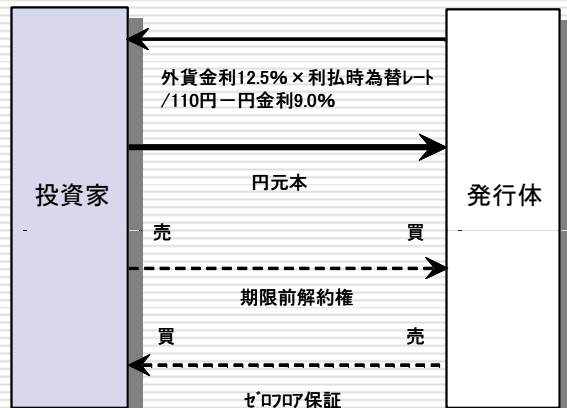 外貨金利12.5%×利払時為替ﾚｰﾄ
/110円－円金利9.0%
円元本
投資家
発行体
売 買
期限前解約権
買 売
ｾﾞﾛﾌﾛｱ保証